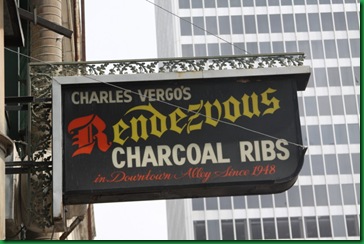 CHARLES VERGO'S
Rendezvous
CHARCOAL RIBS
in Downtown Alley Since 1948